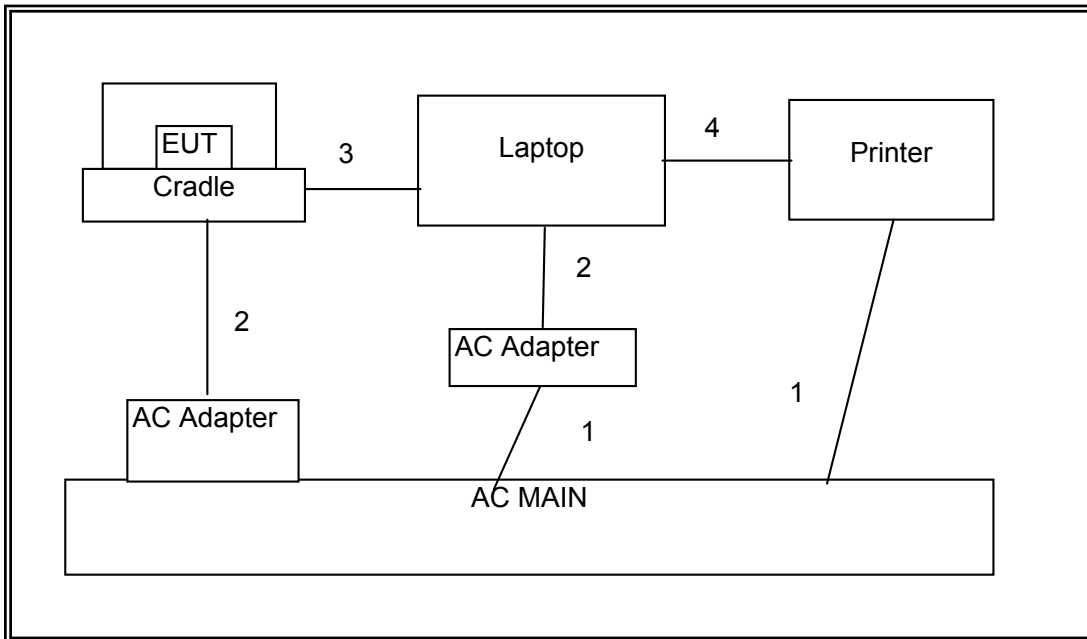 EUT
Cradle
3
Laptop
4
Printer
2
2
AC Adapter
1
AC Adapter
1
AC MAIN